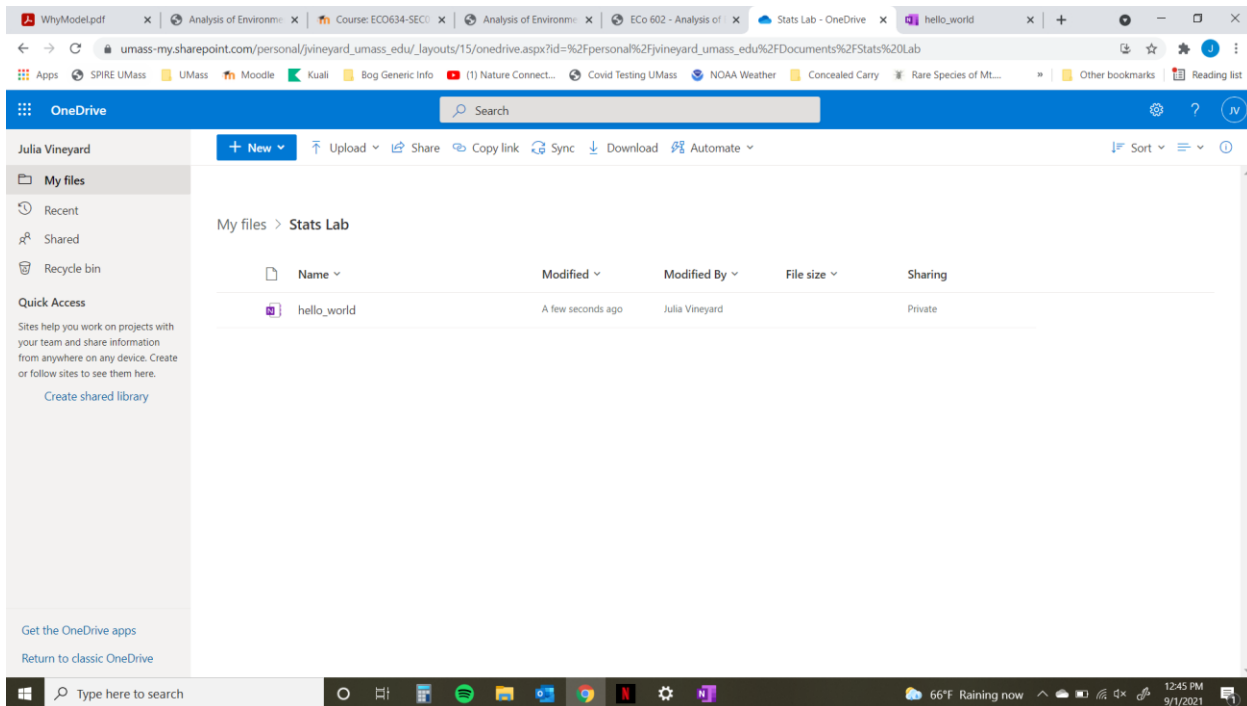 WhyModel.pdf
Analysis of Environme
Course: ECO634-SEC
Analysis of Environme
ECo 602 - Analysis of
Stats Lab - OneDrive
hello_world
umass-my.sharepoint.com/personal/jvineyard_umass_edu/_layouts/15/onedrive.aspx?id=%2Fpersonal%2Fjvineyard_umass_edu%2FDocuments%2FStats%20Lab
J
Apps SPIRE UMass UMass Moodle Kuali Bog Generic Info (1) Nature Connect... Covid Testing UMass NOAA Weather Concealed Carry Rare Species of Mt.... » Other bookmarks Reading list
OneDrive
Search
? JV
Julia Vineyard
+ New Upload Share Copy link Sync Download Automate Sort
My files
Recent
Shared
Recycle bin
Quick Access
Sites help you work on projects with
your team and share information
from anywhere on any device. Create
or follow sites to see them here.
Create shared library
My files > Stats Lab
Name Modified Modified By File size Sharing
hello_world A few seconds ago Julia Vineyard Private
Get the OneDrive apps
Return to classic OneDrive
Type here to search
66°F Raining now
12:45 PM
9/1/2021
1